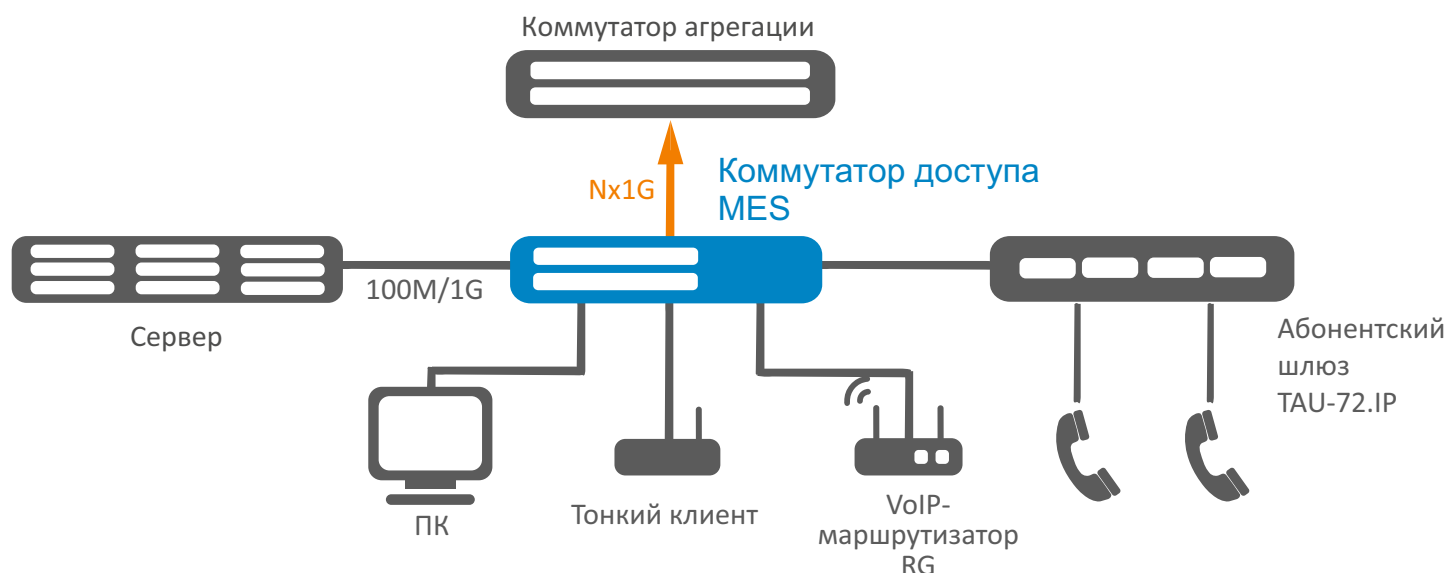 Коммутатор агрегации
Nx1G
Коммутатор доступа
MES
100M/1G
Сервер
Абонентский
шлюз
TAU-72.IP
ПК
Тонкий клиент
VoIP-
маршрутизатор
RG